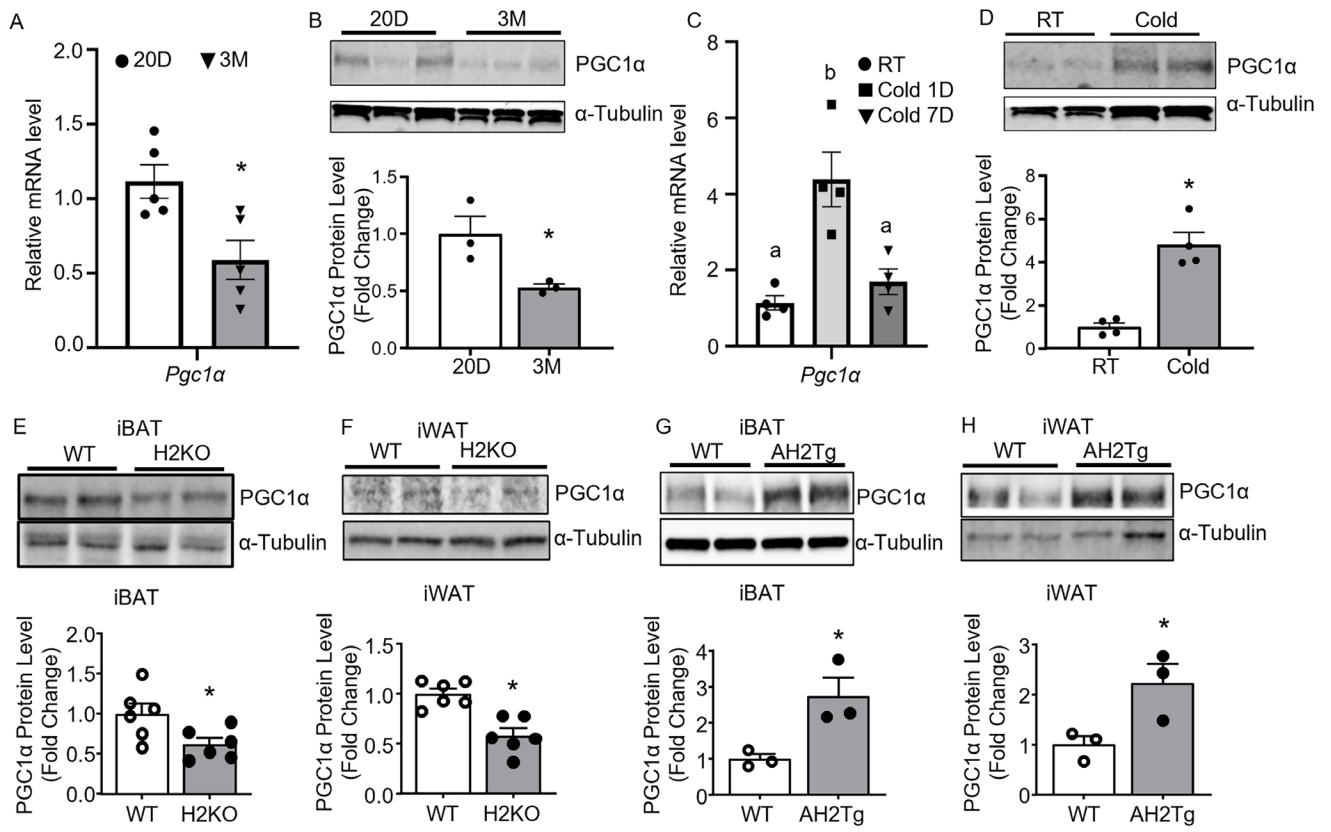 A
2.0
1.5
1.0
0.5
0.0
Relative mRNA level
20D 3M
*
Pgc1α
B
20D 3M
PGC1α
α-Tubulin
PGC1α Protein Level
(Fold Change)
1.5
1.0
0.5
0.0
*
20D 3M
C
Relative mRNA level
8
6
4
2
0
RT
Cold 1D
Cold 7D
a b a
Pgc1α
D
RT Cold
PGC1α
α-Tubulin
PGC1α Protein Level
(Fold Change)
8
6
4
2
0
*
RT Cold
E
iBAT
WT H2KO
PGC1α
α-Tubulin
iBAT
PGC1α Protein Level
(Fold Change)
2.0
1.5
1.0
0.5
0.0
*
WT H2KO
F
iWAT
WT H2KO
PGC1α
α-Tubulin
iWAT
PGC1α Protein Level
(Fold Change)
1.5
1.0
0.5
0.0
*
WT H2KO
G
iBAT
WT AH2Tg
PGC1α
α-Tubulin
iBAT
PGC1α Protein Level
(Fold Change)
4
3
2
1
0
*
WT AH2Tg
H
iWAT
WT AH2Tg
PGC1α
α-Tubulin
iWAT
PGC1α Protein Level
(Fold Change)
3
2
1
0
*
WT AH2Tg